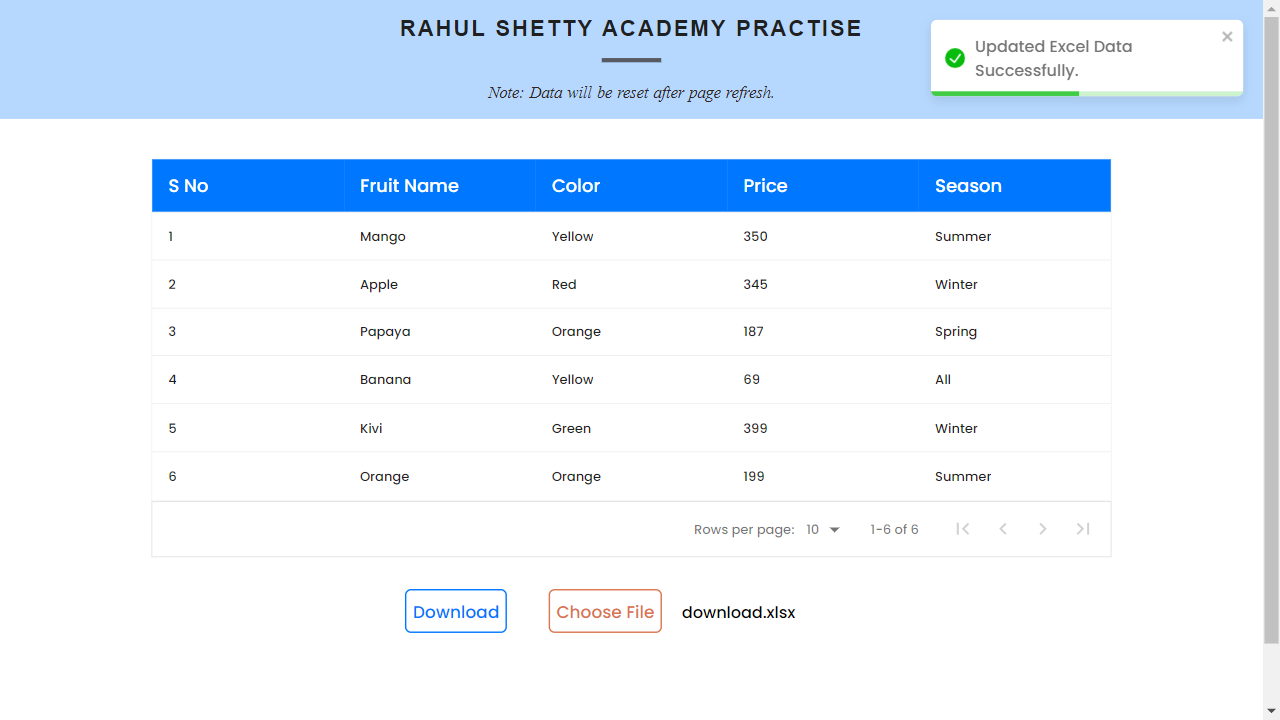 RAHUL SHETTY ACADEMY PRACTISE
Note: Data will be reset after page refresh.
Updated Excel Data
Successfully.
S No Fruit Name Color Price Season
1 Mango Yellow 350 Summer
2 Apple Red 345 Winter
3 Papaya Orange 187 Spring
4 Banana Yellow 69 All
5 Kivi Green 399 Winter
6 Orange Orange 199 Summer
Rows per page: 10 1-6 of 6
Download Choose File download.xlsx